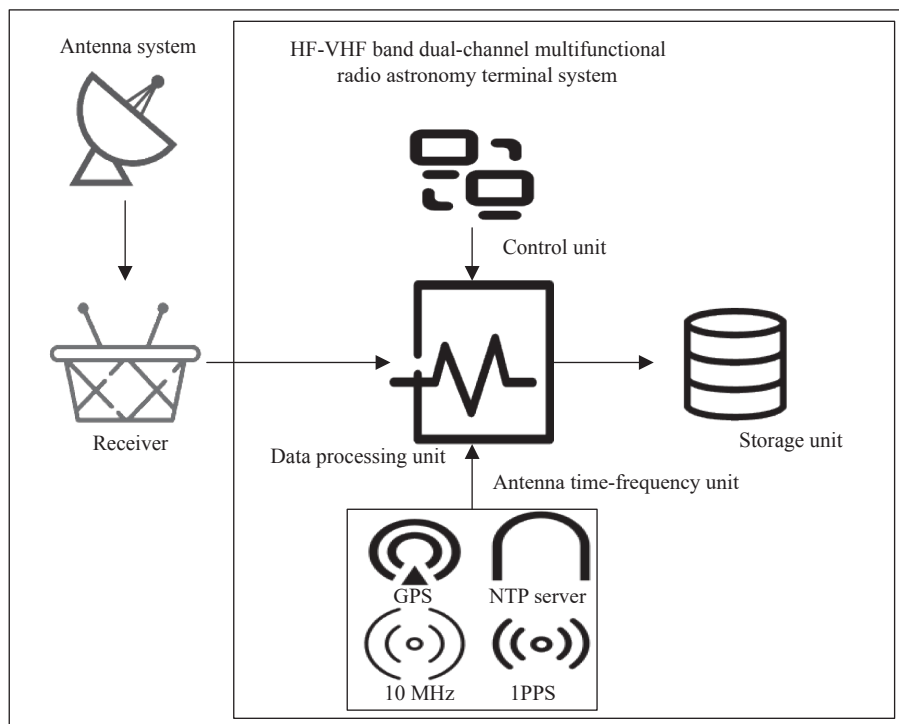 Antenna system
HF-VHF band dual-channel multifunctional
radio astronomy terminal system
Control unit
Receiver
Data processing unit
Storage unit
Antenna time-frequency unit
GPS
NTP server
10 MHz
1PPS